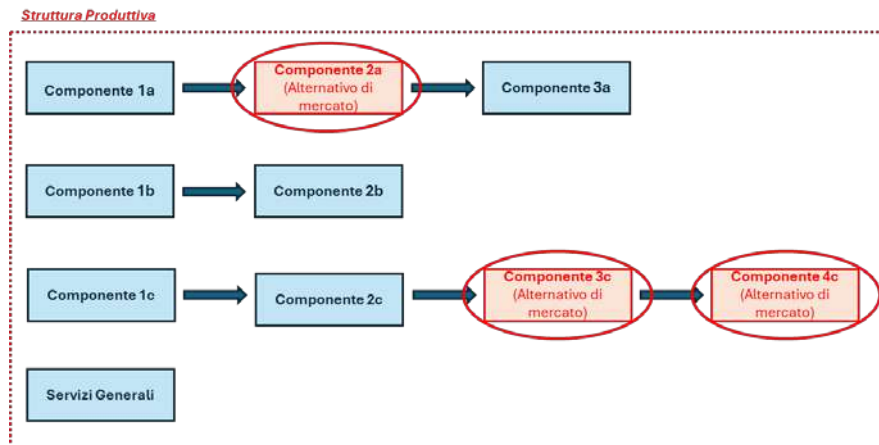 Struttura Produttiva
Componente 1a
Componente 2a
(Alternativo di
mercato)
Componente 3a
Componente 1b
Componente 2b
Componente 1c
Componente 2c
Componente 3c
(Alternativo di
mercato)
Componente 4c
(Alternativo di
mercato)
Servizi Generali